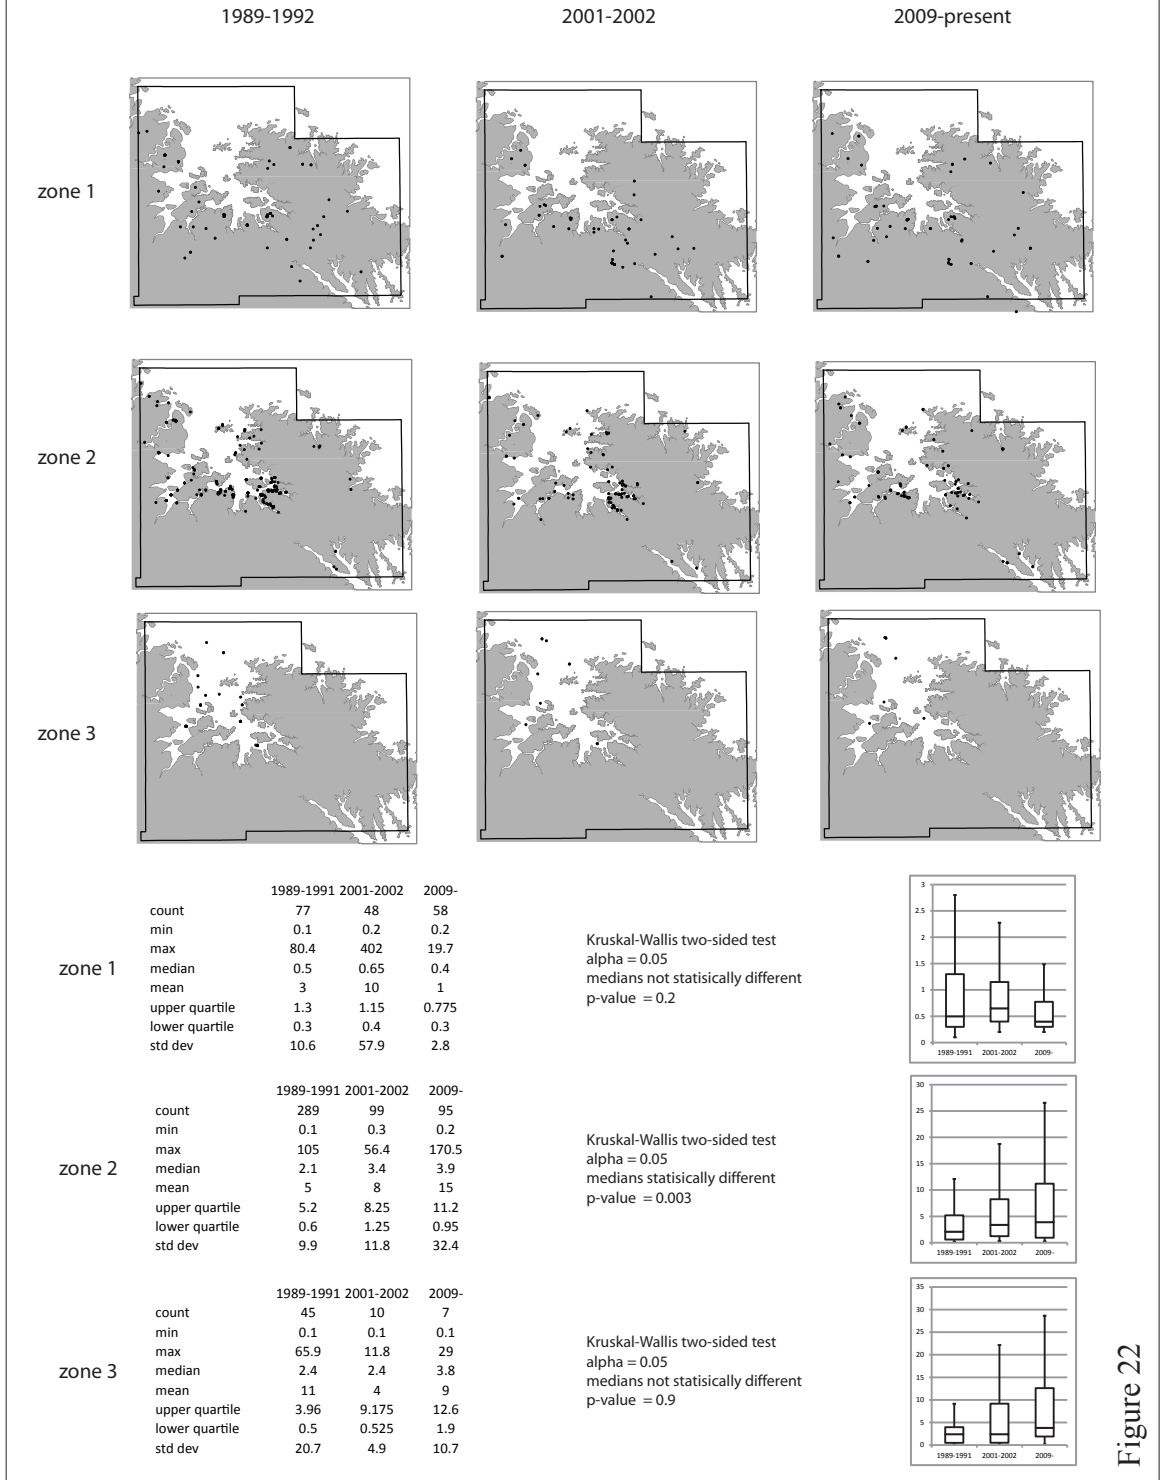 1989-1992 2001-2002 2009-present
zone 1
zone 2
zone 3
1989-1991 2001-2002 2009-
count 77 48 58
min 0.1 0.2 0.2
max 80.4 402 19.7
median 0.5 0.65 0.4
mean 3 10 1
upper quartile 1.3 1.15 0.775
lower quartile 0.3 0.4 0.3
std dev 10.6 57.9 2.8
zone 1
Kruskal-Wallis two-sided test
alpha = 0.05
medians not statisically different
p-value = 0.2
3
2.5
2
1.5
1
0.5
0
1989-1991 2001-2002 2009-
1989-1991 2001-2002 2009-
count 289 99 95
min 0.1 0.3 0.2
max 105 56.4 170.5
median 2.1 3.4 3.9
mean 5 8 15
upper quartile 5.2 8.25 11.2
lower quartile 0.6 1.25 0.95
std dev 9.9 11.8 32.4
zone 2
Kruskal-Wallis two-sided test
alpha = 0.05
medians statisically different
p-value = 0.003
30
25
20
15
10
5
0
1989-1991 2001-2002 2009-
1989-1991 2001-2002 2009-
count 45 10 7
min 0.1 0.1 0.1
max 65.9 11.8 29
median 2.4 2.4 3.8
mean 11 4 9
upper quartile 3.96 9.175 12.6
lower quartile 0.5 0.525 1.9
std dev 20.7 4.9 10.7
zone 3
Kruskal-Wallis two-sided test
alpha = 0.05
medians not statisically different
p-value = 0.9
35
30
25
20
15
10
5
0
1989-1991 2001-2002 2009-
Figure 22